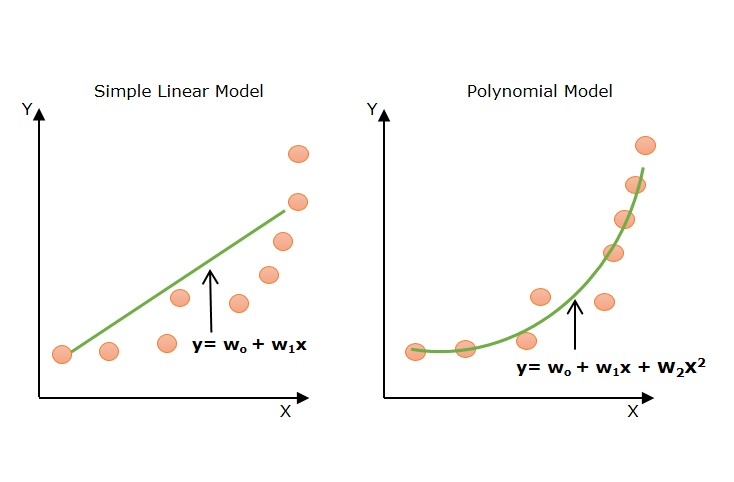 Simple Linear Model
Y
y= wₒ + w₁x
X
Polynomial Model
Y
y= wₒ + w₁x + w₂x²
X